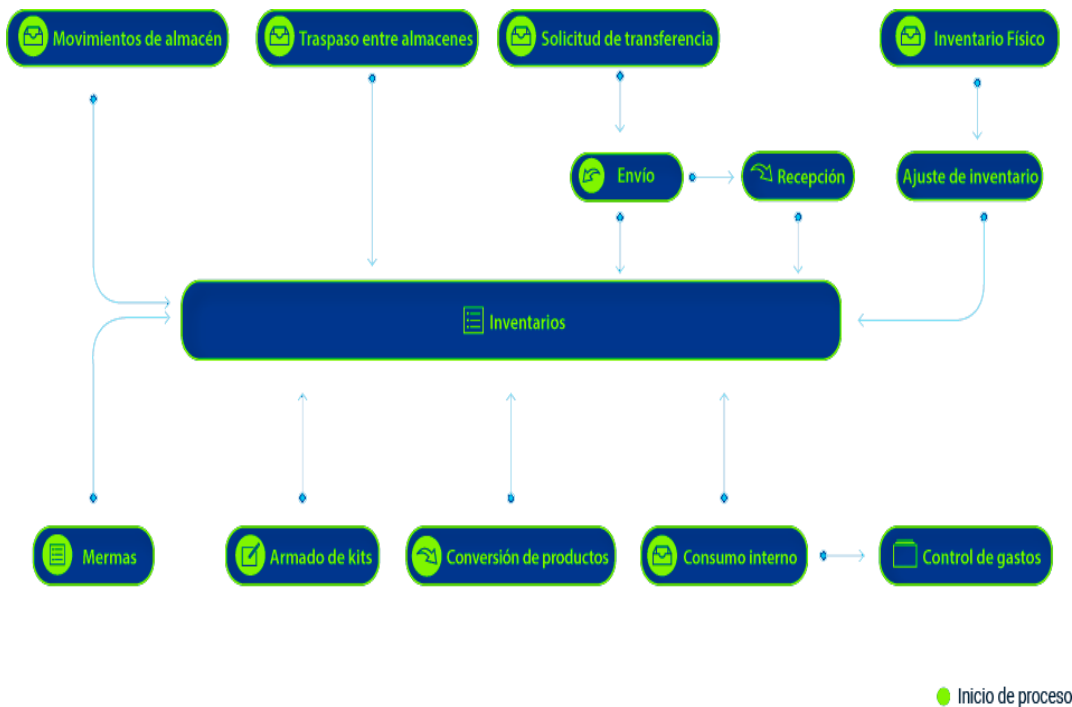 Movimientos de almacén
Traspaso entre almacenes
Solicitud de transferencia
Inventario Físico
Envío
Recepción
Ajuste de inventario
Inventarios
Mermas
Armado de kits
Conversión de productos
Consumo interno
Control de gastos
Inicio de proceso